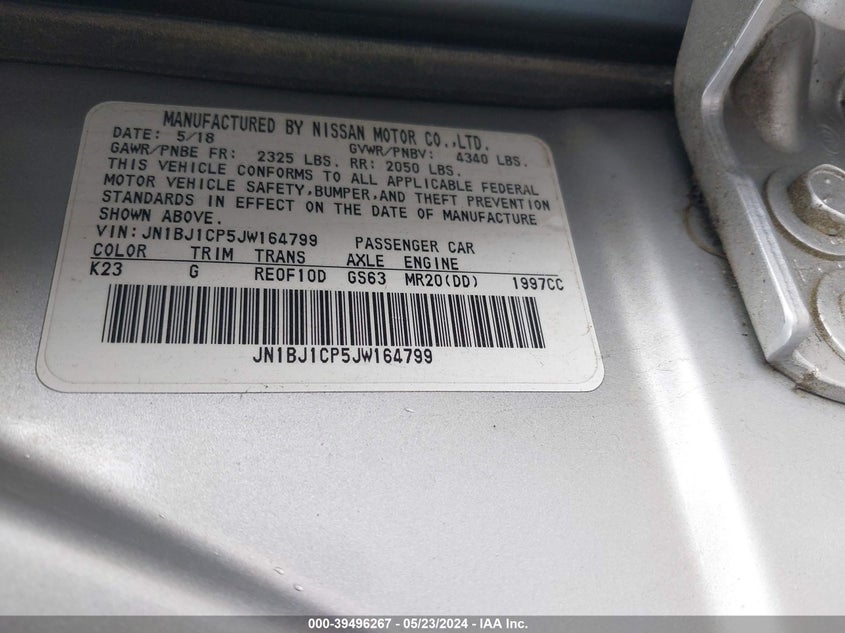 MANUFACTURED BY NISSAN MOTOR CO.,LTD.
DATE: 5/18 GVWR/PNBV: 4340 LBS.
GAWR/PNBE FR: 2325 LBS. RR: 2050 LBS.
THIS VEHICLE CONFORMS TO ALL APPLICABLE FEDERAL
MOTOR VEHICLE SAFETY,BUMPER,AND THEFT PREVENTION
STANDARDS IN EFFECT ON THE DATE OF MANUFACTURE
SHOWN ABOVE.
VIN:JN1BJ1CP5JW164799 PASSENGER CAR
COLOR TRIM TRANS AXLE ENGINE
K23 G RE0F10D GS63 MR20(DD) 1997CC
JN1BJ1CP5JW164799
000-39496267 - 05/23/2024 - IAA Inc.